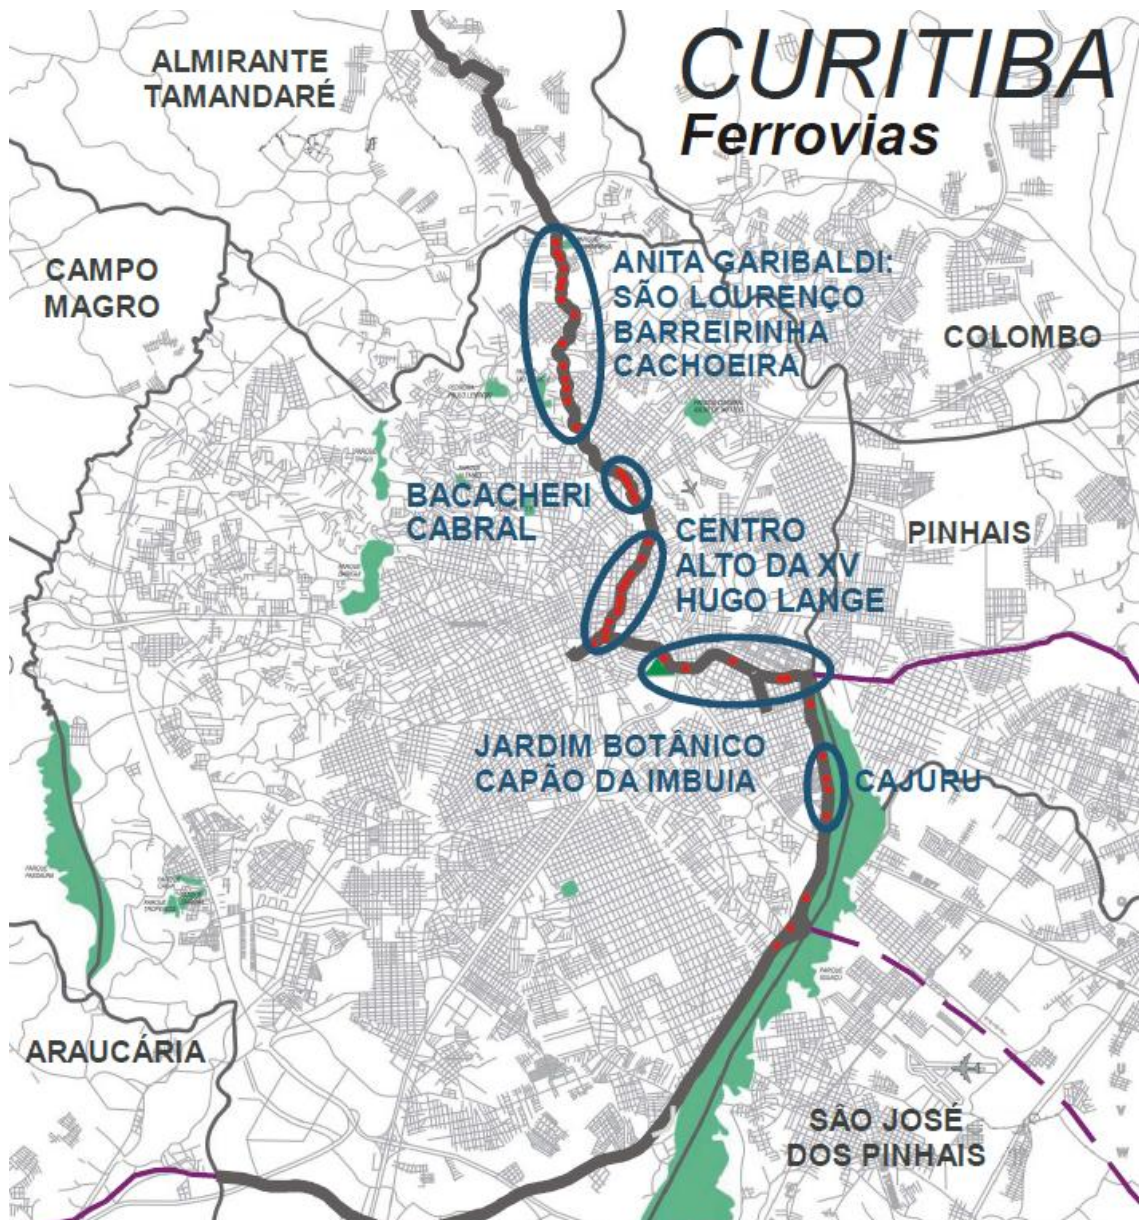 CURITIBA
Ferrovias
ALMIRANTE
TAMANDARÉ
CAMPO
MAGRO
ANITA GARIBALDI:
SÃO LOURENÇO
BARREIRINHA
CACHOEIRA
COLOMBO
BACACHERI
CABRAL
CENTRO
ALTO DA XV
HUGO LANGE
PINHAIS
JARDIM BOTÂNICO
CAPÃO DA IMBUIA
CAJURU
ARAUCÁRIA
SÃO JOSÉ
DOS PINHAIS